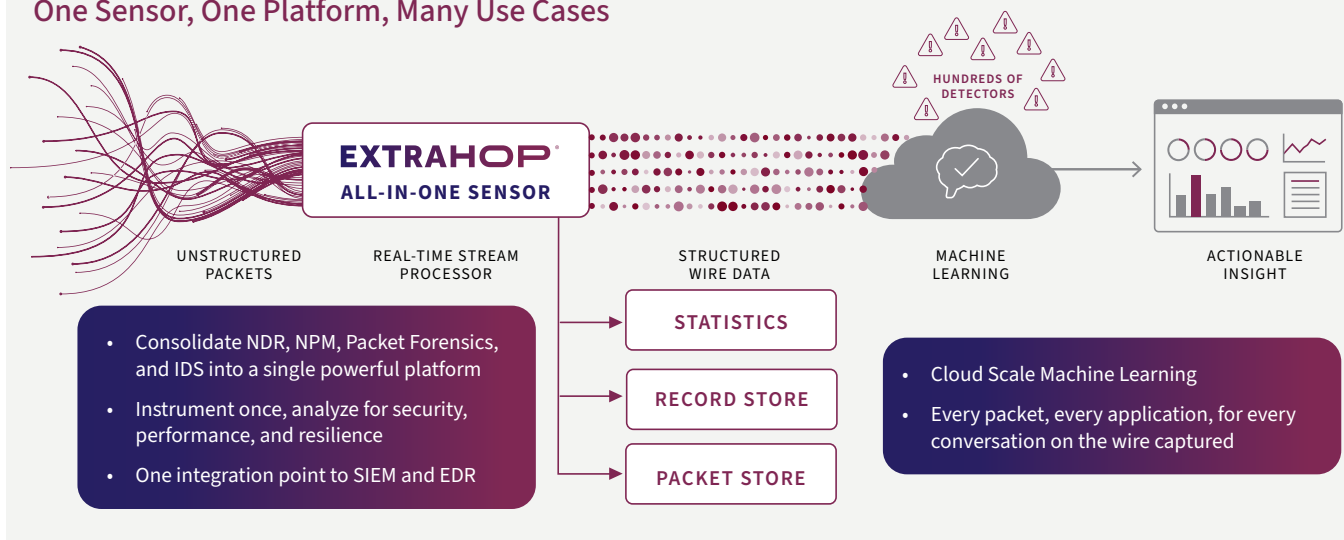 One Sensor, One Platform, Many Use Cases
HUNDREDS OF
DETECTORS
EXTRAHOP
ALL-IN-ONE SENSOR
UNSTRUCTURED
PACKETS
REAL-TIME STREAM
PROCESSOR
STRUCTURED
WIRE DATA
MACHINE
LEARNING
ACTIONABLE
INSIGHT
• Consolidate NDR, NPM, Packet Forensics,
and IDS into a single powerful platform
• Instrument once, analyze for security,
performance, and resilience
• One integration point to SIEM and EDR
STATISTICS
RECORD STORE
PACKET STORE
• Cloud Scale Machine Learning
• Every packet, every application, for every
conversation on the wire captured